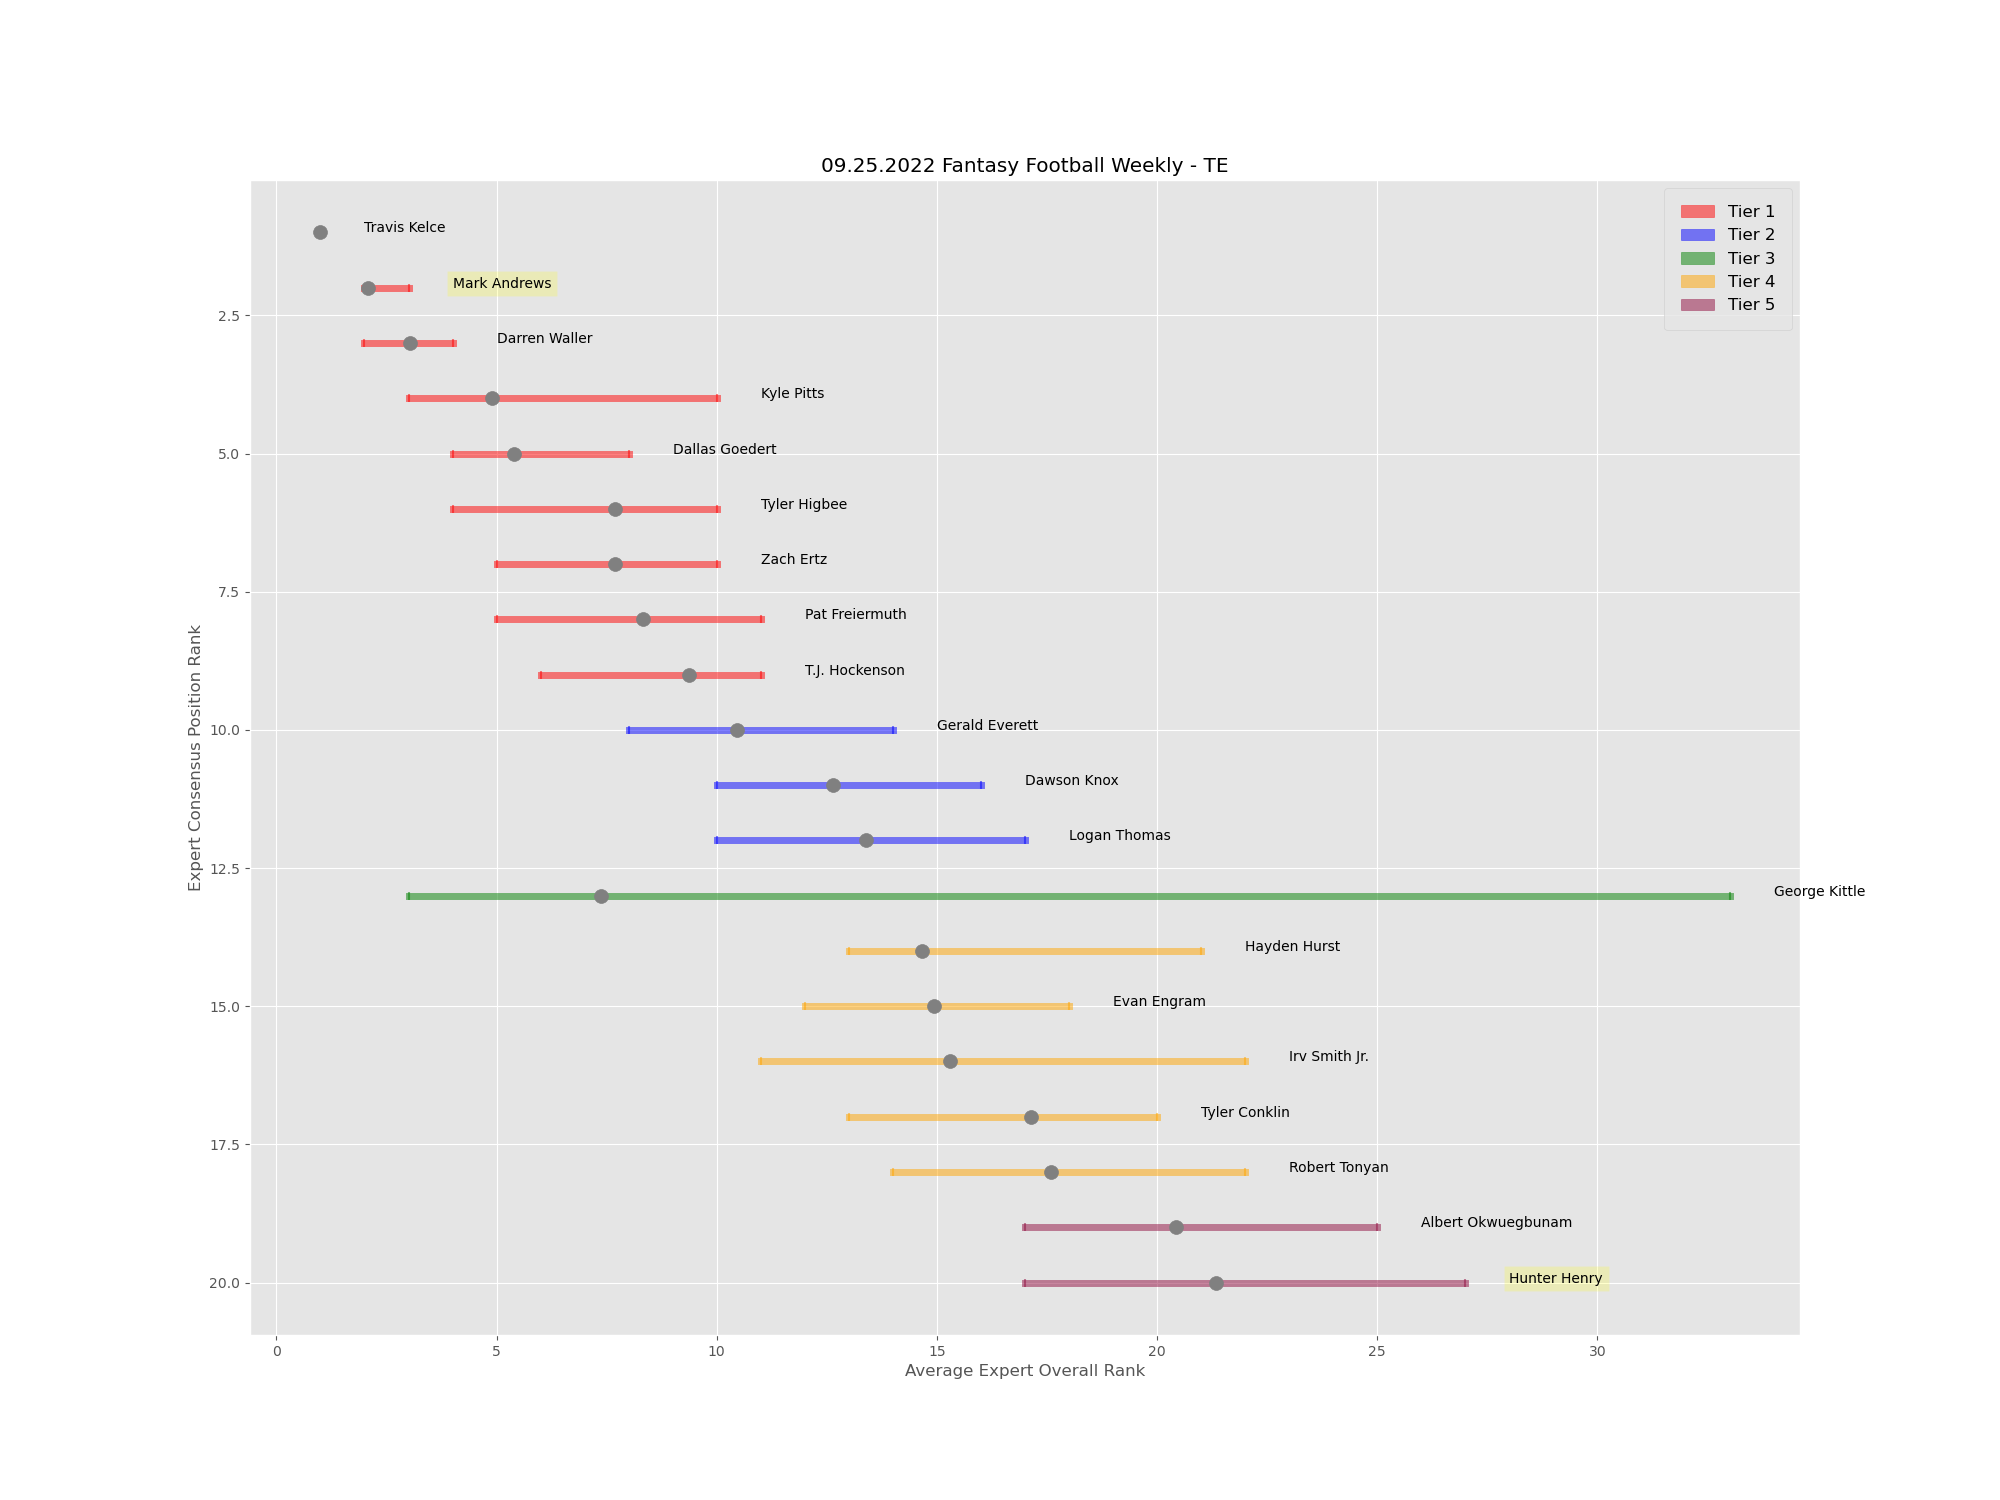 09.25.2022 Fantasy Football Weekly - TE
Tier 1
Tier 2
Tier 3
Tier 4
Tier 5
Travis Kelce
Mark Andrews
2.5
Darren Waller
Kyle Pitts
5.0
Dallas Goedert
Tyler Higbee
Zach Ertz
7.5
Pat Freiermuth
T.J. Hockenson
10.0
Gerald Everett
Dawson Knox
Logan Thomas
12.5
George Kittle
Hayden Hurst
15.0
Evan Engram
Irv Smith Jr.
Tyler Conklin
17.5
Robert Tonyan
Albert Okwuegbunam
20.0
Hunter Henry
Expert Consensus Position Rank
0 5 10 15 20 25 30
Average Expert Overall Rank